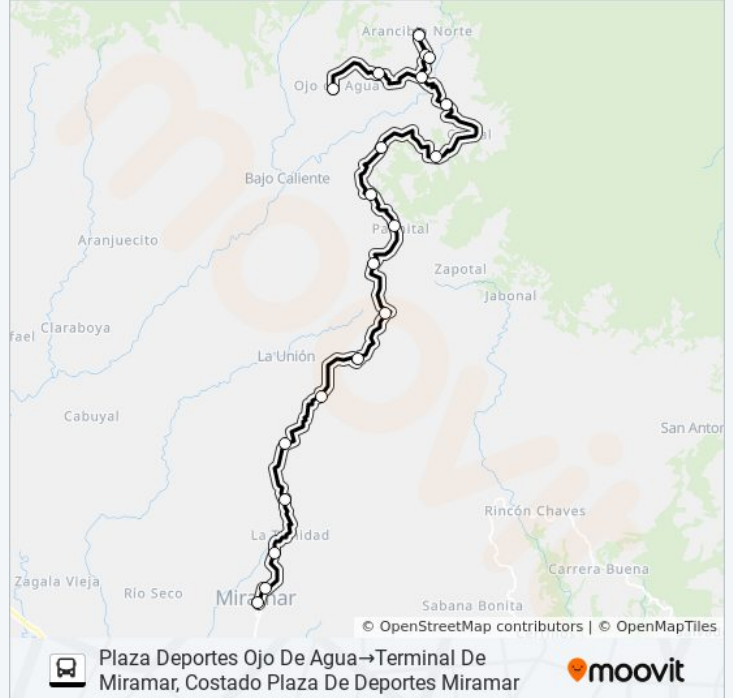 Arancibia Norte
Ojo de Agua
Bajo Caliente
Palmital
Aranjuecito
Zapotal
Jabonal
fael
Claraboya
La Unión
Cabuyal
San Anton
Rincón Chaves
La Trinidad
Carrera Buena
Zagala Vieja
Río Seco
Miramar
Sabana Bonita
© OpenStreetMap contributors | © OpenMapTiles
Plaza Deportes Ojo De Agua→Terminal De
Miramar, Costado Plaza De Deportes Miramar
moovit
moovit